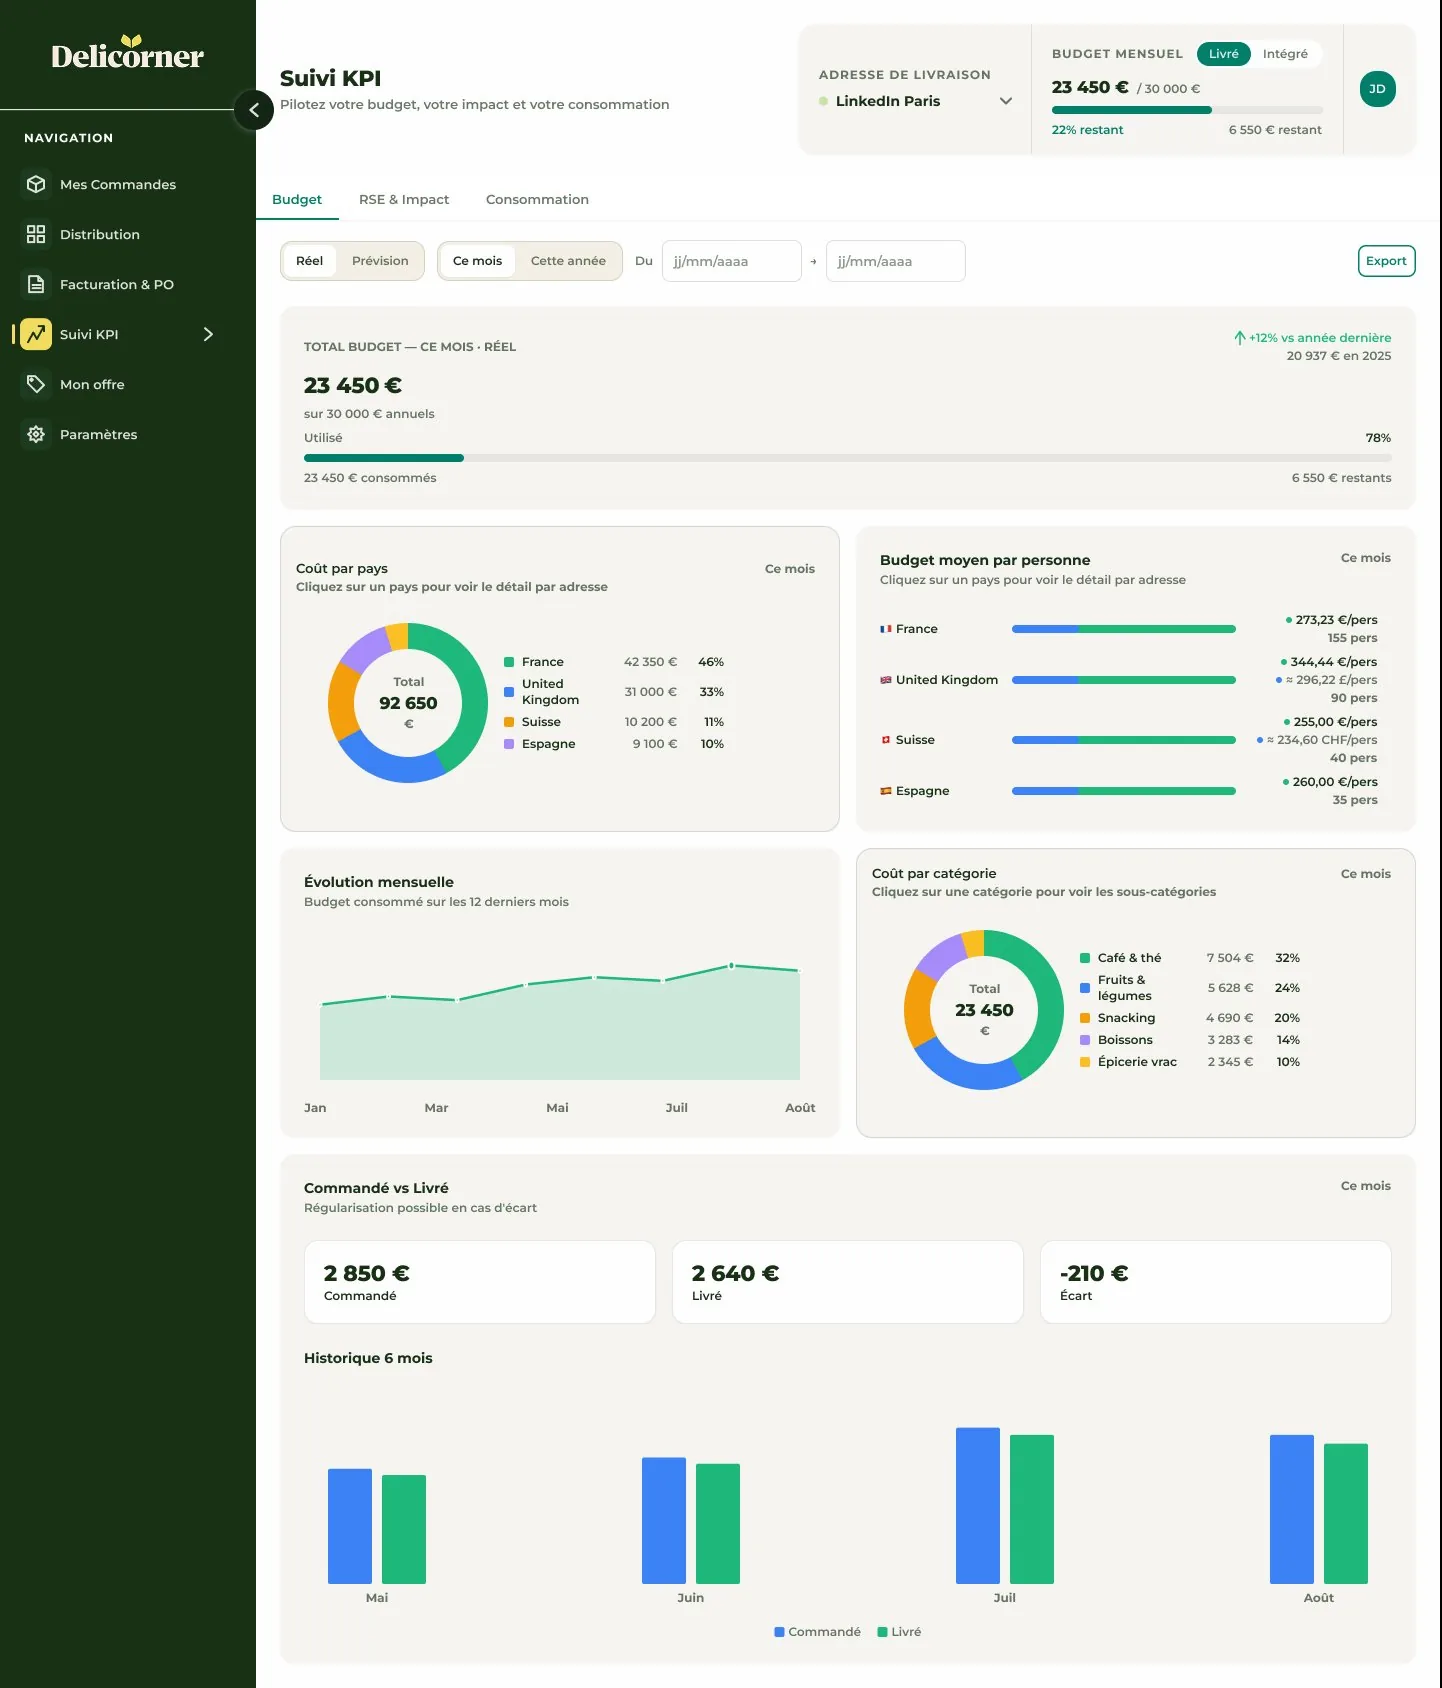 Delicorner
NAVIGATION
Mes Commandes
Distribution
Facturation & PO
Suivi KPI
Mon offre
Paramètres
Suivi KPI
Pilotez votre budget, votre impact et votre consommation
ADRESSE DE LIVRAISON
LinkedIn Paris
BUDGET MENSUEL Livré Intégré
23 450 € / 30 000 €
22% restant 6 550 € restant
JD
Budget RSE & Impact Consommation
Réel Prévision Ce mois Cette année Du jj/mm/aaaa → jj/mm/aaaa Export
TOTAL BUDGET — CE MOIS · RÉEL
↑ +12% vs année dernière
20 937 € en 2025
23 450 €
sur 30 000 € annuels
Utilisé 78%
23 450 € consommés 6 550 € restants
Coût par pays Ce mois
Cliquez sur un pays pour voir le détail par adresse
Total
92 650
€
France 42 350 € 46%
United
Kingdom 31 000 € 33%
Suisse 10 200 € 11%
Espagne 9 100 € 10%
Budget moyen par personne Ce mois
Cliquez sur un pays pour voir le détail par adresse
France 273,23 €/pers
155 pers
United Kingdom 344,44 €/pers
≈ 296,22 £/pers
90 pers
Suisse 255,00 €/pers
≈ 234,60 CHF/pers
40 pers
Espagne 260,00 €/pers
35 pers
Évolution mensuelle
Budget consommé sur les 12 derniers mois
Jan Mar Mai Juil Août
Coût par catégorie Ce mois
Cliquez sur une catégorie pour voir les sous-catégories
Total
23 450
€
Café & thé 7 504 € 32%
Fruits &
légumes 5 628 € 24%
Snacking 4 690 € 20%
Boissons 3 283 € 14%
Épicerie vrac 2 345 € 10%
Commandé vs Livré Ce mois
Régularisation possible en cas d'écart
2 850 €
Commandé
2 640 €
Livré
-210 €
Écart
Historique 6 mois
Mai Juin Juil Août
Commandé Livré